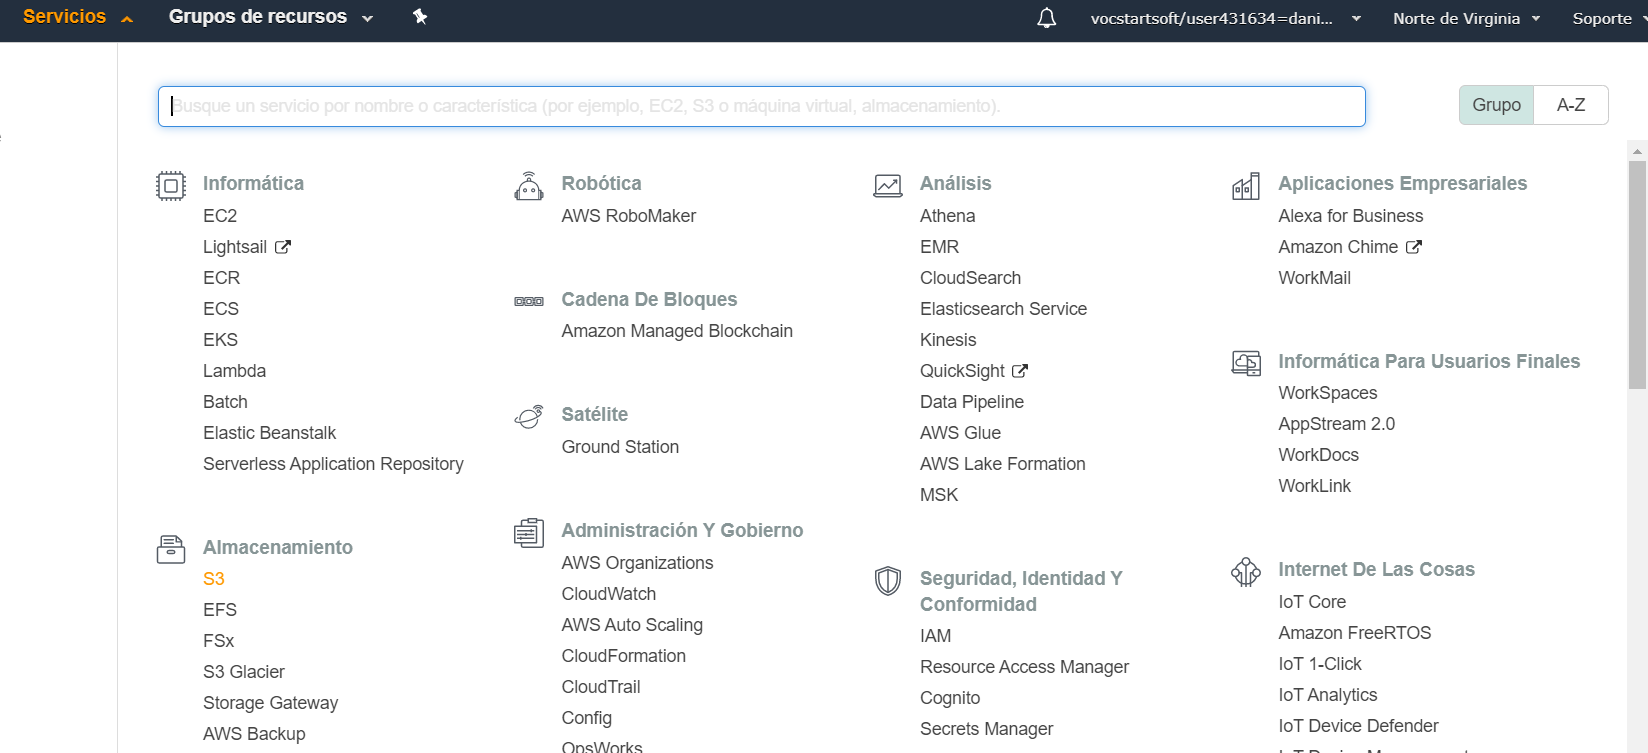 Servicios
Grupos de recursos
vocstartsoft/user431634=dani...
Norte de Virginia
Soporte
Busque un servicio por nombre o característica (por ejemplo, EC2, S3 o máquina virtual, almacenamiento).
Grupo
A-Z
Informática
EC2
Lightsail
ECR
ECS
EKS
Lambda
Batch
Elastic Beanstalk
Serverless Application Repository
Almacenamiento
S3
EFS
FSx
S3 Glacier
Storage Gateway
AWS Backup
Robótica
AWS RoboMaker
Cadena De Bloques
Amazon Managed Blockchain
Satélite
Ground Station
Administración Y Gobierno
AWS Organizations
CloudWatch
AWS Auto Scaling
CloudFormation
CloudTrail
Config
OpsWorks
Análisis
Athena
EMR
CloudSearch
Elasticsearch Service
Kinesis
QuickSight
Data Pipeline
AWS Glue
AWS Lake Formation
MSK
Seguridad, Identidad Y
Conformidad
IAM
Resource Access Manager
Cognito
Secrets Manager
Aplicaciones Empresariales
Alexa for Business
Amazon Chime
WorkMail
Informática Para Usuarios Finales
WorkSpaces
AppStream 2.0
WorkDocs
WorkLink
Internet De Las Cosas
IoT Core
Amazon FreeRTOS
IoT 1-Click
IoT Analytics
IoT Device Defender